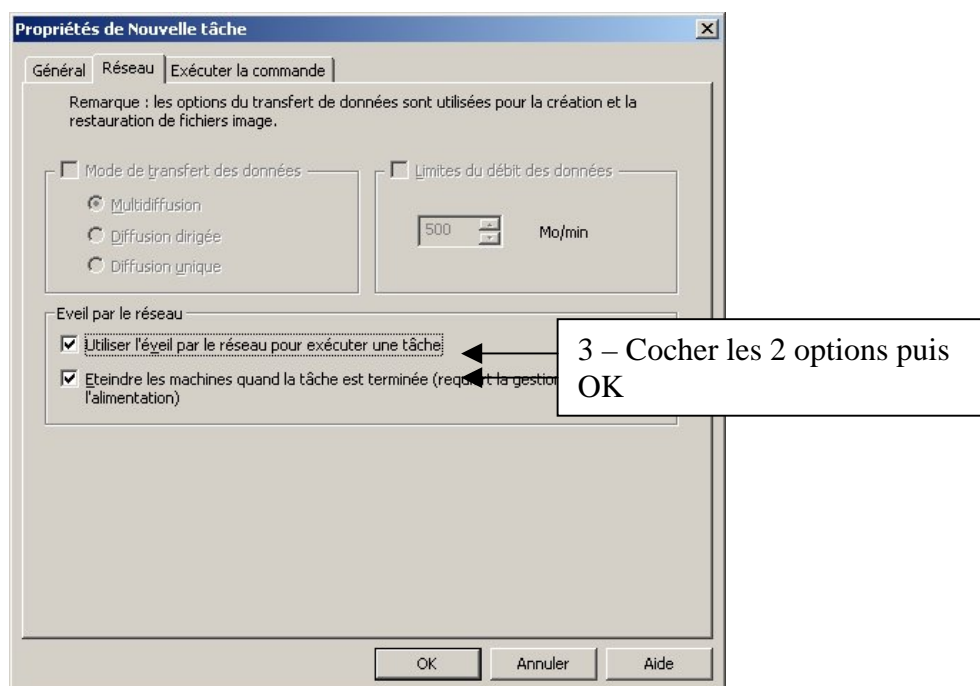 Propriétés de Nouvelle tâche
Général Réseau Exécuter la commande
Remarque : les options du transfert de données sont utilisées pour la création et la
restauration de fichiers image.
Mode de transfert des données
Limites du débit des données
Multidiffusion
Diffusion dirigée
Diffusion unique
500 Mo/min
Eveil par le réseau
Utiliser l'éveil par le réseau pour exécuter une tâche
Eteindre les machines quand la tâche est terminée (requiert la gestion
l'alimentation)
3 – Cocher les 2 options puis
OK
OK Annuler Aide